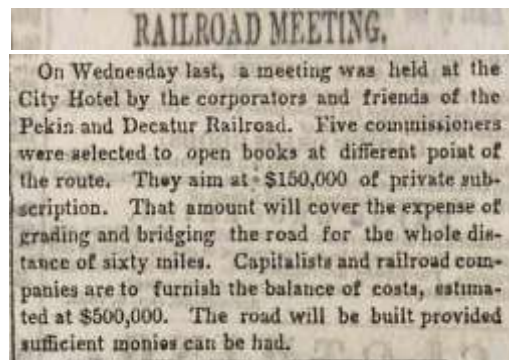 RAILROAD MEETING.
On Wednesday last, a meeting was held at the
City Hotel by the corporators and friends of the
Pekin and Decatur Railroad. Five commissioners
were selected to open books at different point of
the route. They aim at $150,000 of private sub-
scription. That amount will cover the expense of
grading and bridging the road for the whole dis-
tance of sixty miles. Capitalists and railroad com-
panies are to furnish the balance of costs, estima-
ted at $500,000. The road will be built provided
sufficient monies can be had.